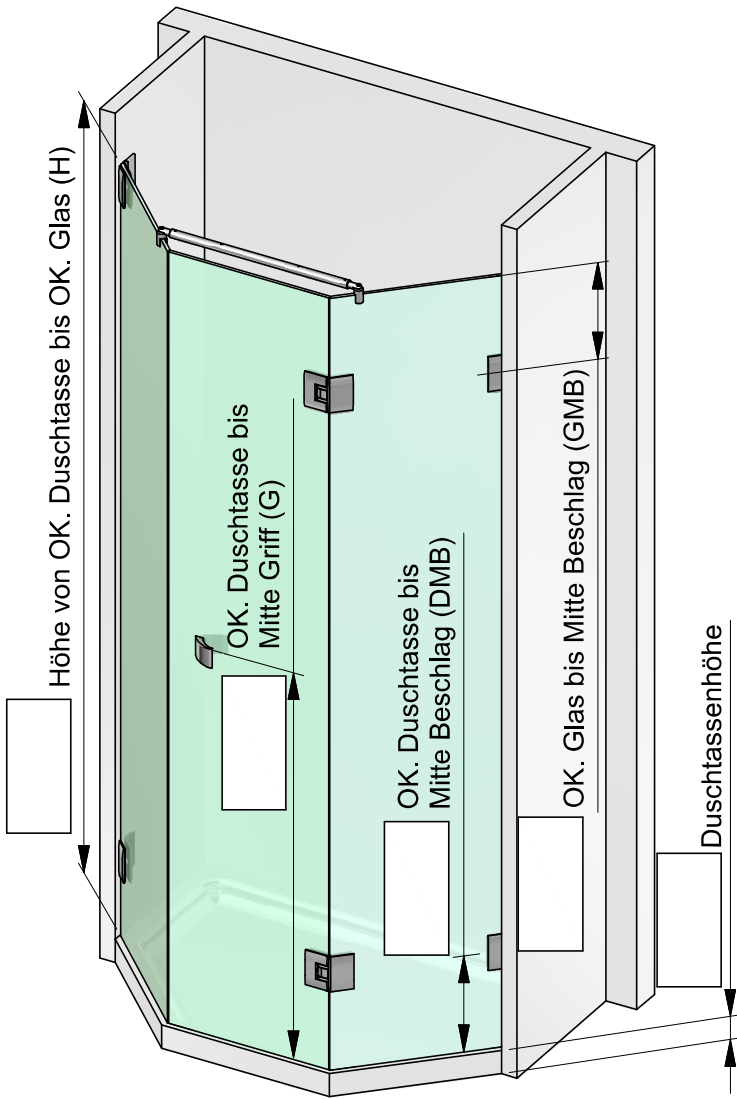 Höhe von OK. Duschtasse bis OK. Glas (H)
OK. Duschtasse bis
Mitte Griff (G)
OK. Duschtasse bis
Mitte Beschlag (DMB)
OK. Glas bis Mitte Beschlag (GMB)
Duschtassenhöhe